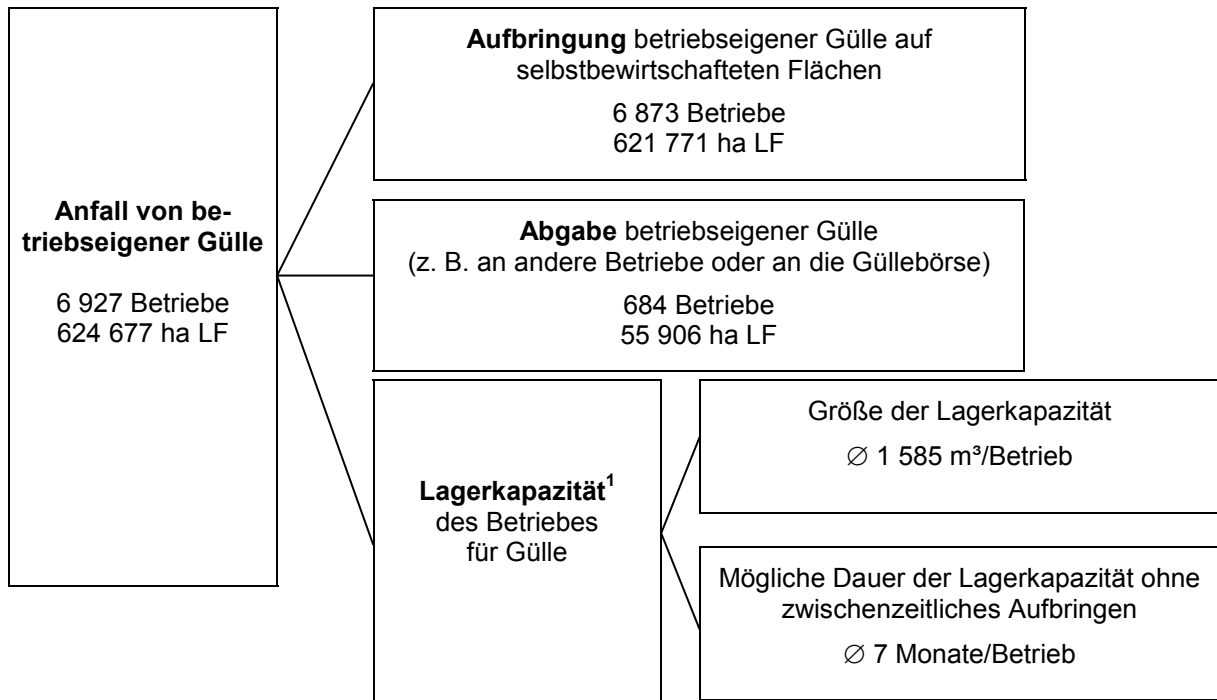 Anfall von be-
triebseigener Gülle
6 927 Betriebe
624 677 ha LF
Aufbringung betriebseigener Gülle auf
selbstbewirtschafteten Flächen
6 873 Betriebe
621 771 ha LF
Abgabe betriebseigener Gülle
(z. B. an andere Betriebe oder an die Güllebörse)
684 Betriebe
55 906 ha LF
Lagerkapazität¹
des Betriebes
für Gülle
Größe der Lagerkapazität
∅ 1 585 m³/Betrieb
Mögliche Dauer der Lagerkapazität ohne
zwischenzeitliches Aufbringen
∅ 7 Monate/Betrieb